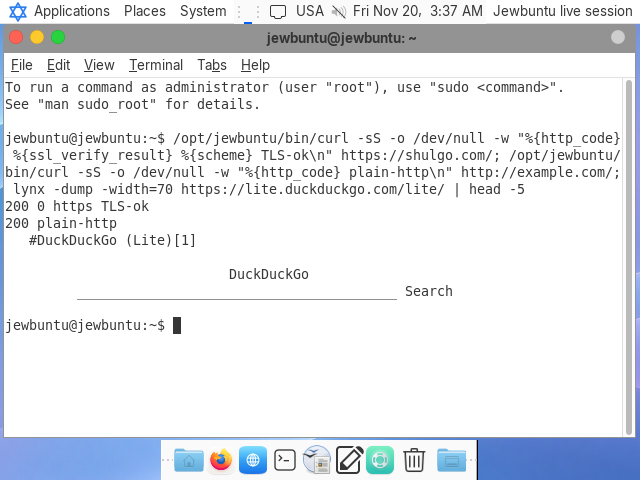 Applications Places System USA Fri Nov 20, 3:37 AM Jewbuntu live session
jewbuntu@jewbuntu: ~
File Edit View Terminal Tabs Help
To run a command as administrator (user "root"), use "sudo <command>".
See "man sudo_root" for details.
jewbuntu@jewbuntu:~$ /opt/jewbuntu/bin/curl -sS -o /dev/null -w "%{http_code}
 %{ssl_verify_result} %{scheme} TLS-ok\n" https://shulgo.com/; /opt/jewbuntu/
bin/curl -sS -o /dev/null -w "%{http_code} plain-http\n" http://example.com/;
 lynx -dump -width=70 https://lite.duckduckgo.com/lite/ | head -5
200 0 https TLS-ok
200 plain-http
   #DuckDuckGo (Lite)[1]
DuckDuckGo
________________________________________ Search
jewbuntu@jewbuntu:~$